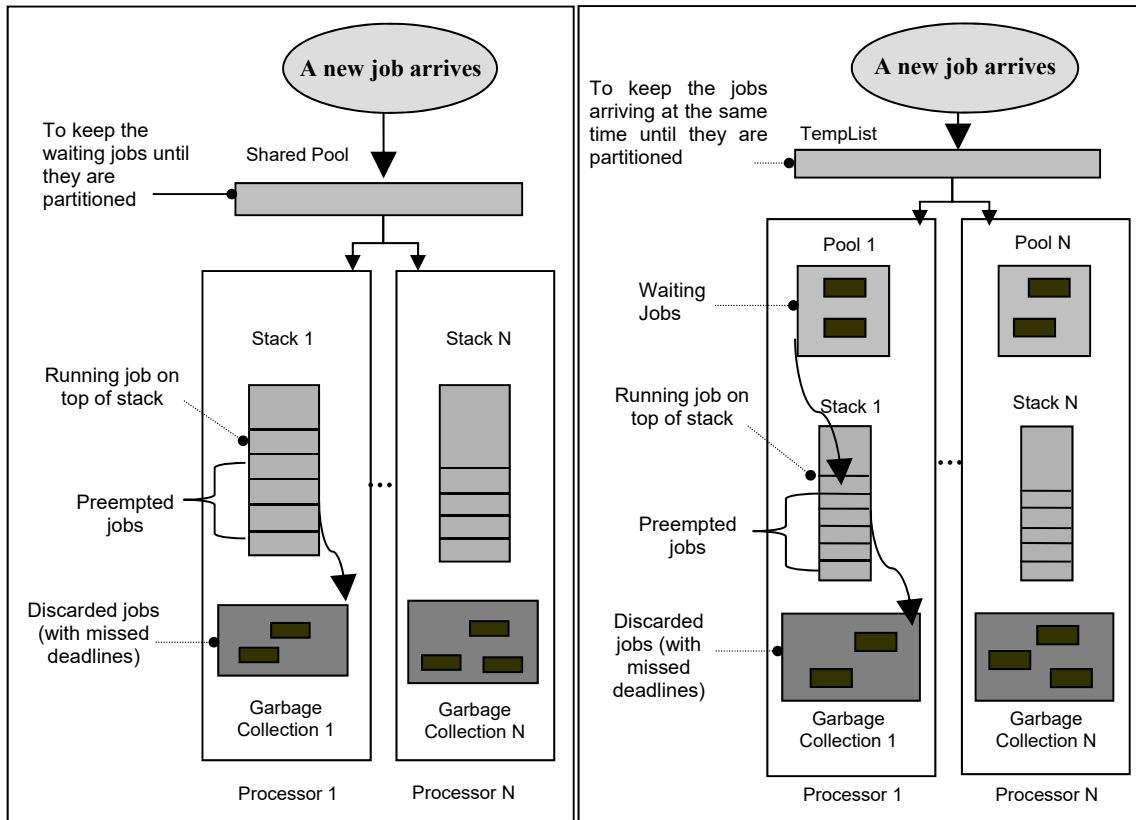 A new job arrives
To keep the
waiting jobs until
they are
partitioned
Shared Pool
Stack 1
Stack N
Running job on
top of stack
Preempted
jobs
...
Discarded jobs
(with missed
deadlines)
Garbage
Collection 1
Garbage
Collection N
Processor 1
Processor N
A new job arrives
To keep the jobs
arriving at the same
time until they are
partitioned
TempList
Pool 1
Pool N
Waiting
Jobs
Stack 1
Stack N
Running job on
top of stack
...
Preempted
jobs
Discarded
jobs (with
missed
deadlines)
Garbage
Collection 1
Garbage
Collection N
Processor 1
Processor N